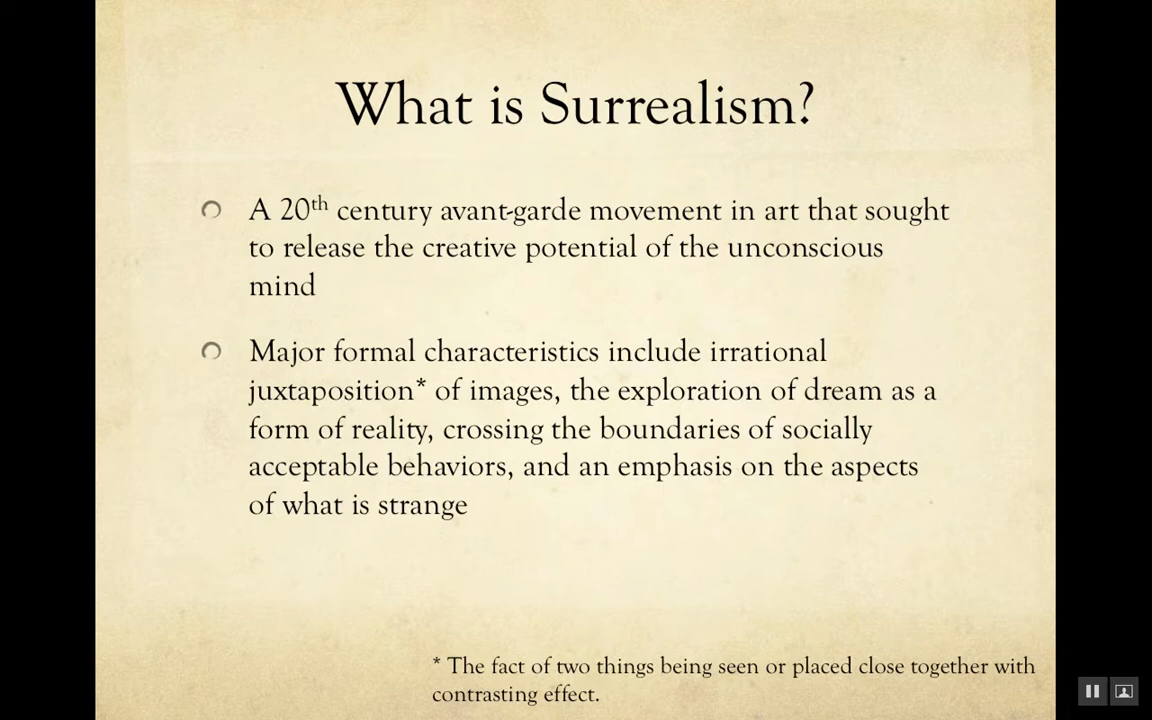 What is Surrealism?
A 20th century avant-garde movement in art that sought
to release the creative potential of the unconscious
mind
Major formal characteristics include irrational
juxtaposition* of images, the exploration of dream as a
form of reality, crossing the boundaries of socially
acceptable behaviors, and an emphasis on the aspects
of what is strange
* The fact of two things being seen or placed close together with
contrasting effect.